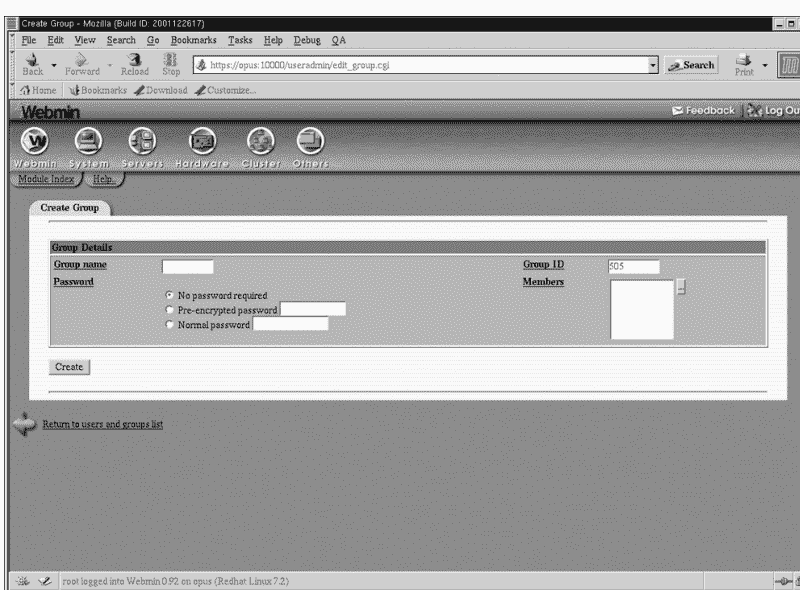 Create Group - Mozilla {Build ID: 2001122617}
File Edit View Search Go Bookmarks Tasks Help Debug QA
Back Forward Reload Stop https://opus:10000/useradmin/edit_group.cgi Search Print
Home Bookmarks Download Customize...
Webmin Feedback Log Ou
Webmin System Servers Hardware Cluster Others
Module Index Help..
Create Group
Group Details
Group name Group ID 505
Password Members ...
No password required
Pre-encrypted password
Normal password
Create
Return to users and groups list
root logged into Webmin 0.92 on opus (Redhat Linux 7.2)